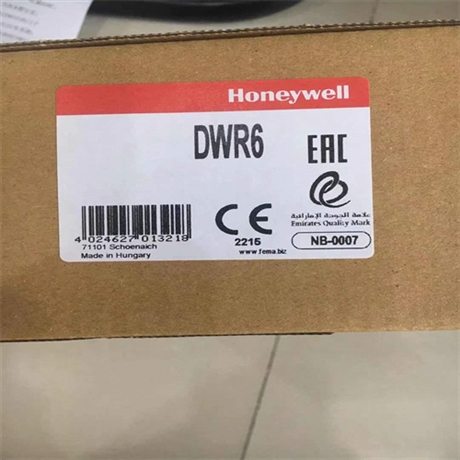 Honeywell
DWR6
EAC
علامة الجودة الإماراتية
Emirates Quality Mark
4 024627 013218
71101 Schoenaich
Made in Hungary
CE
2215
www.fema.biz
NB-0007